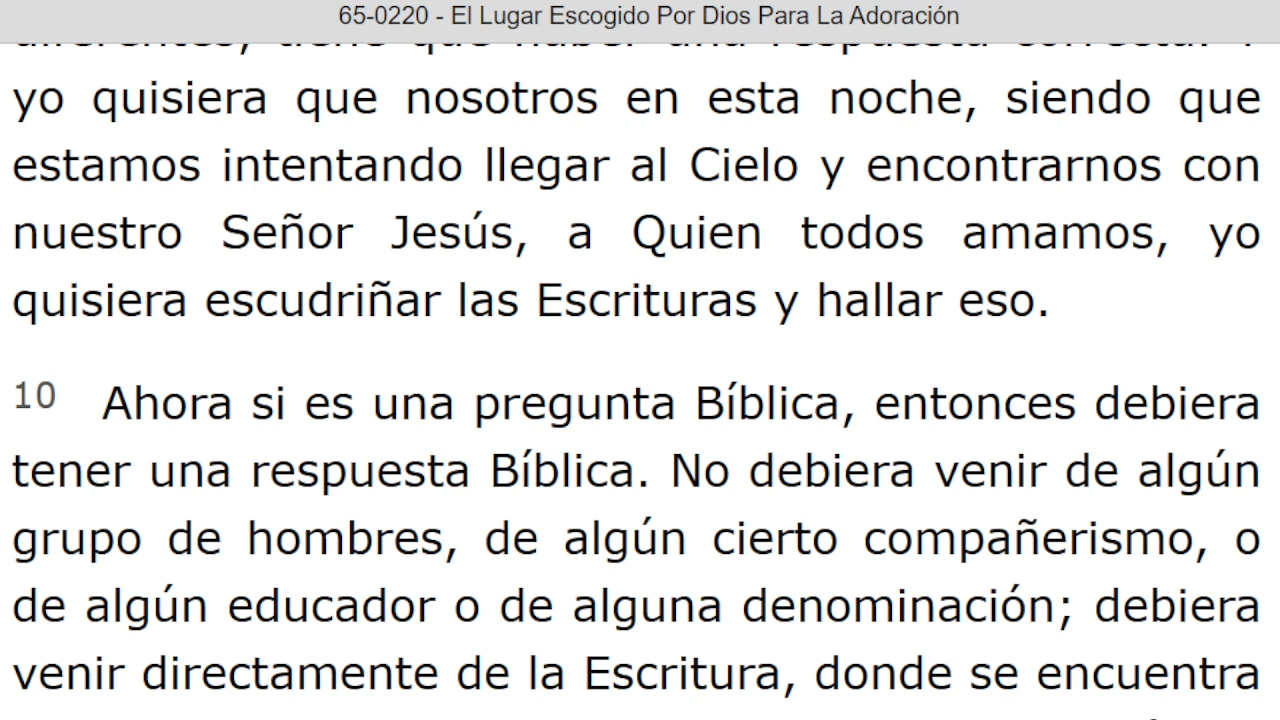 65-0220 - El Lugar Escogido Por Dios Para La Adoración
yo quisiera que nosotros en esta noche, siendo que
estamos intentando llegar al Cielo y encontrarnos con
nuestro Señor Jesús, a Quien todos amamos, yo
quisiera escudriñar las Escrituras y hallar eso.
10 Ahora si es una pregunta Bíblica, entonces debiera
tener una respuesta Bíblica. No debiera venir de algún
grupo de hombres, de algún cierto compañerismo, o
de algún educador o de alguna denominación; debiera
venir directamente de la Escritura, donde se encuentra